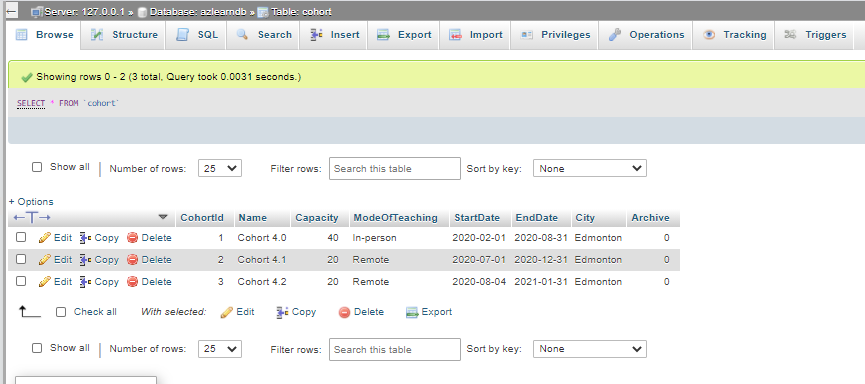 Server: 127.0.0.1 » Database: azlearndb » Table: cohort
Browse Structure SQL Search Insert Export Import Privileges Operations Tracking Triggers
Showing rows 0 - 2 (3 total, Query took 0.0031 seconds.)
SELECT * FROM `cohort`
Show all Number of rows: 25 Filter rows: Search this table Sort by key: None
+ Options
CohortId Name Capacity ModeOfTeaching StartDate EndDate City Archive
Edit Copy Delete 1 Cohort 4.0 40 In-person 2020-02-01 2020-08-31 Edmonton 0
Edit Copy Delete 2 Cohort 4.1 20 Remote 2020-07-01 2020-12-31 Edmonton 0
Edit Copy Delete 3 Cohort 4.2 20 Remote 2020-08-04 2021-01-31 Edmonton 0
Check all With selected: Edit Copy Delete Export
Show all Number of rows: 25 Filter rows: Search this table Sort by key: None